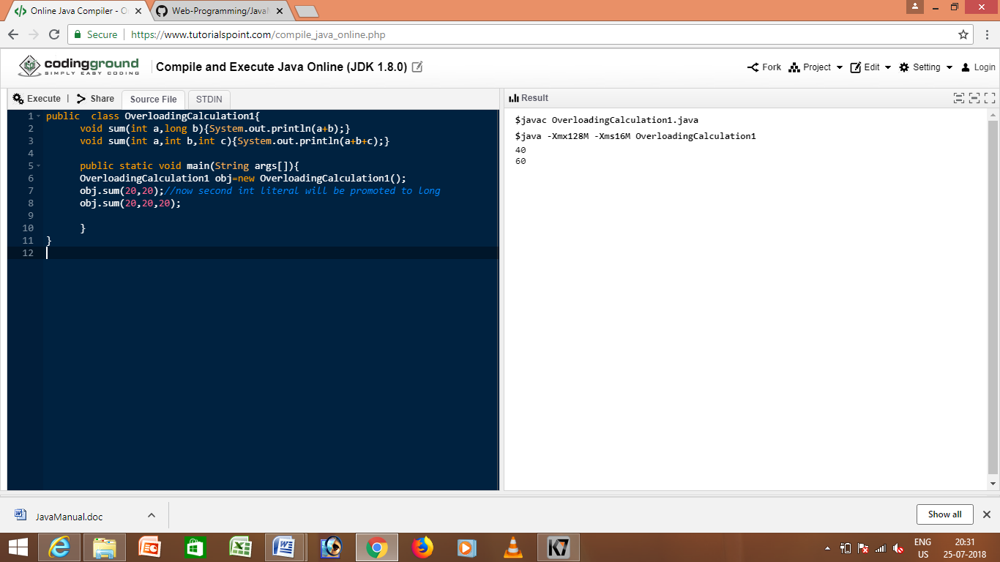 Online Java Compiler - O
Web-Programming/Java
Secure
https://www.tutorialspoint.com/compile_java_online.php
codingground
SIMPLY EASY CODING
Compile and Execute Java Online (JDK 1.8.0)
Fork
Project
Edit
Setting
Login
Execute | Share
Source File
STDIN
Result
1 public  class OverloadingCalculation1{
2       void sum(int a,long b){System.out.println(a+b);}
3       void sum(int a,int b,int c){System.out.println(a+b+c);}
4
5       public static void main(String args[]){
6       OverloadingCalculation1 obj=new OverloadingCalculation1();
7       obj.sum(20,20);//now second int literal will be promoted to long
8       obj.sum(20,20,20);
9
10       }
11 }
12
$javac OverloadingCalculation1.java
$java -Xmx128M -Xms16M OverloadingCalculation1
40
60
JavaManual.doc
Show all
K7
ENG
US
20:31
25-07-2018